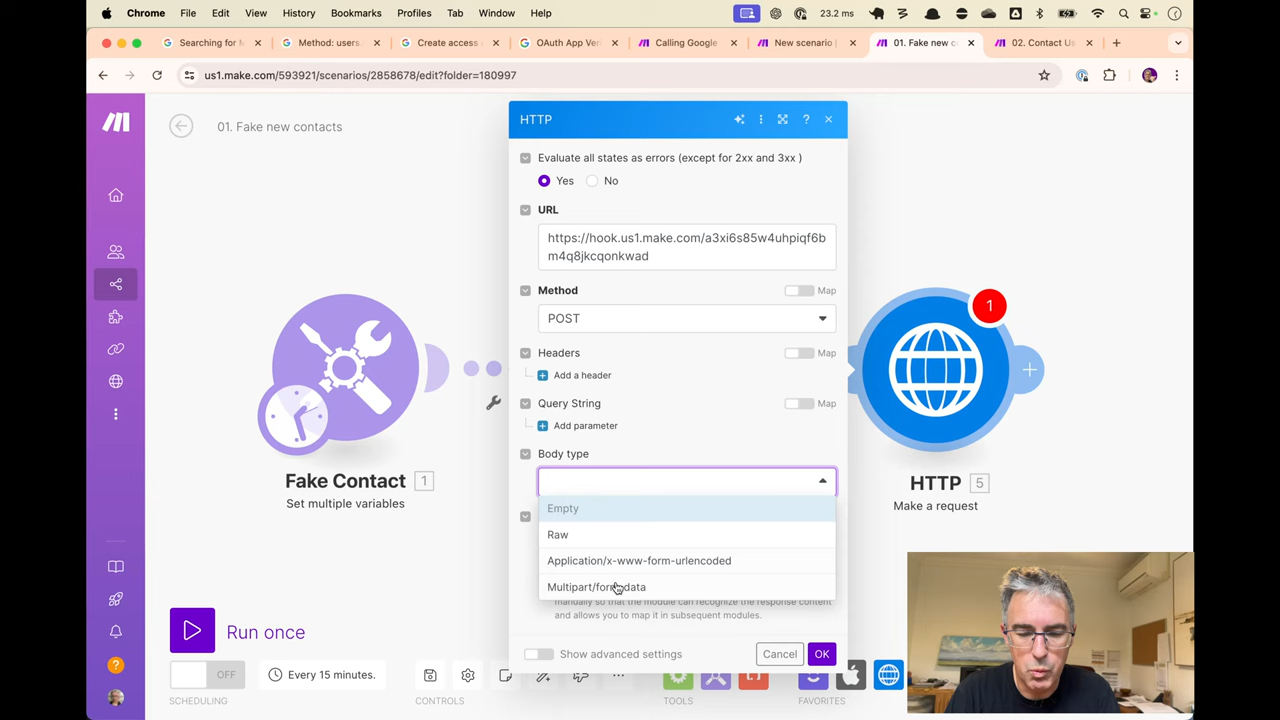 Chrome File Edit View History Bookmarks Profiles Tab Window Help 23.2 ms
Searching for
Method: users.
Create access
OAuth App Ver
Calling Google
New scenario |
01. Fake new co
02. Contact Us
us1.make.com/593921/scenarios/2858678/edit?folder=180997
01. Fake new contacts
HTTP
Evaluate all states as errors (except for 2xx and 3xx )
Yes No
URL
https://hook.us1.make.com/a3xi6s85w4uhpiqf6b
m4q8jkcqonkwad
Method Map
POST
Headers Map
Add a header
Query String Map
Add parameter
Body type
Empty
Raw
Application/x-www-form-urlencoded
Multipart/form-data
manually so that the module can recognize the response content
and allows you to map it in subsequent modules.
Show advanced settings Cancel OK
Fake Contact 1
Set multiple variables
1
HTTP 5
Make a request
Run once
OFF Every 15 minutes.
SCHEDULING CONTROLS TOOLS FAVORITES